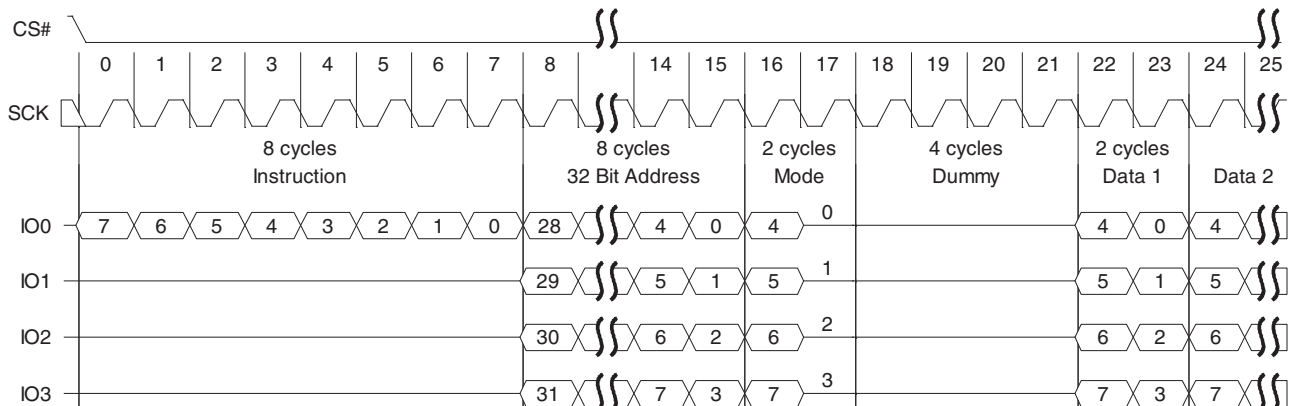 CS#
0 1 2 3 4 5 6 7 8 14 15 16 17 18 19 20 21 22 23 24 25
SCK
8 cycles 8 cycles 2 cycles 4 cycles 2 cycles
Instruction 32 Bit Address Mode Dummy Data 1 Data 2
IO0 7 6 5 4 3 2 1 0 28 4 0 4 0 4 0 4
IO1 29 5 1 5 1 5 1 5
IO2 30 6 2 6 2 6 2 6
IO3 31 7 3 7 3 7 3 7